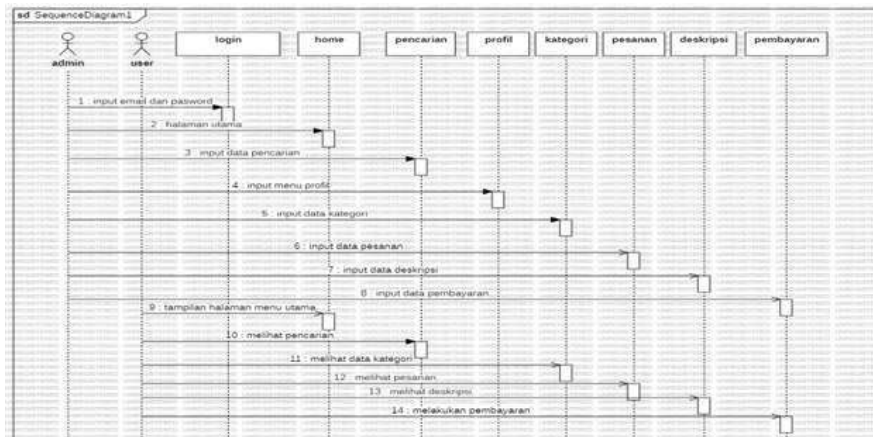 sd SequenceDiagram1
admin
user
login
home
pencarian
profil
kategori
pesanan
deskripsi
pembayaran
1 : input email dan pasword
2 : halaman utama
3 : input data pencarian
4 : input menu profil
5 : input data kategori
6 : input data pesanan
7 : input data deskripsi
8 : input data pembayaran
9 : tampilan halaman menu utama
10 : melihat pencarian
11 : melihat data kategori
12 : melihat pesanan
13 : melihat deskripsi
14 : melakukan pembayaran